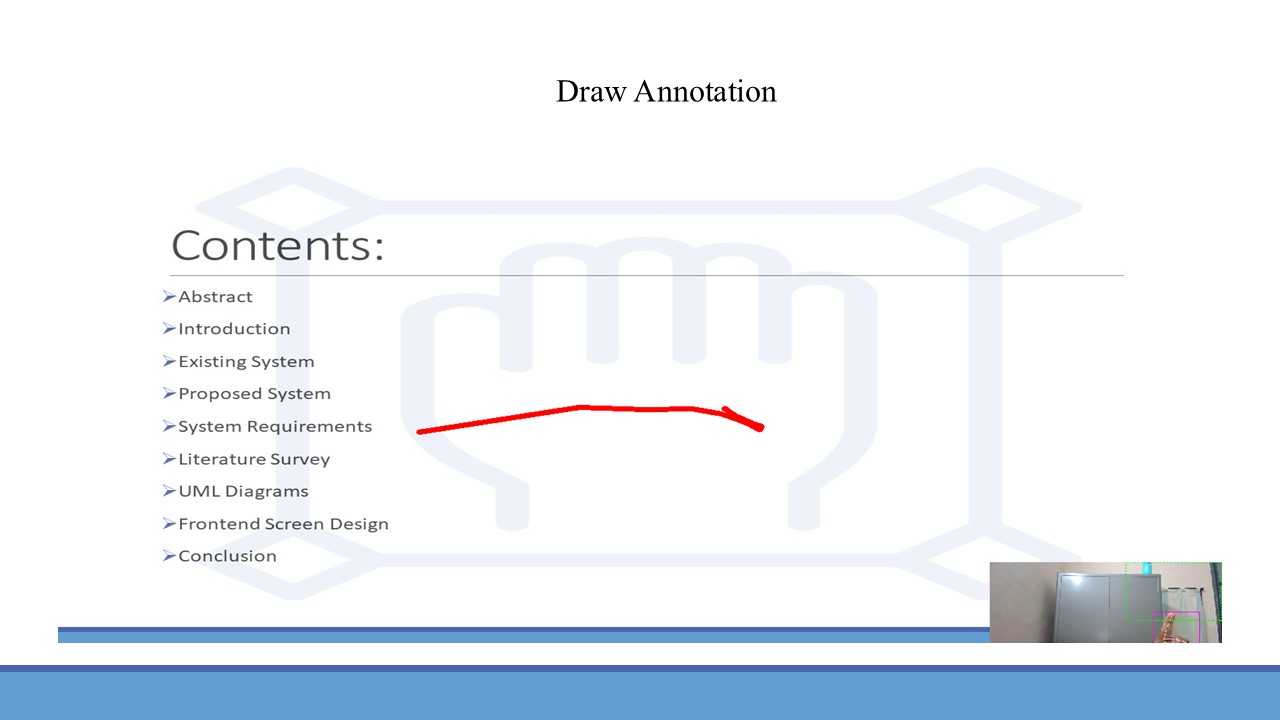 Draw Annotation
Contents:
Abstract
Introduction
Existing System
Proposed System
System Requirements
Literature Survey
UML Diagrams
Frontend Screen Design
Conclusion